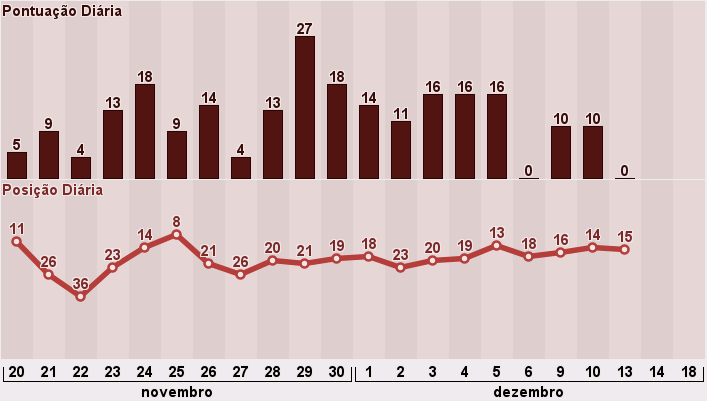 Pontuação Diária
5 9 4 13 18 9 14 4 13 27 18 14 11 16 16 16 0 10 10 0
Posição Diária
11 26 36 23 14 8 21 26 20 21 19 18 23 20 19 13 18 16 14 15
20 21 22 23 24 25 26 27 28 29 30 1 2 3 4 5 6 9 10 13 14 18
novembro dezembro